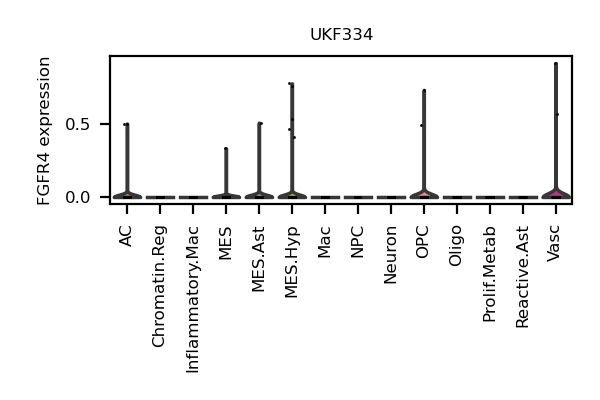 UKF334
FGFR4 expression
0.5
0.0
AC
Chromatin.Reg
Inflammatory.Mac
MES
MES.Ast
MES.Hyp
Mac
NPC
Neuron
OPC
Oligo
Prolif.Metab
Reactive.Ast
Vasc